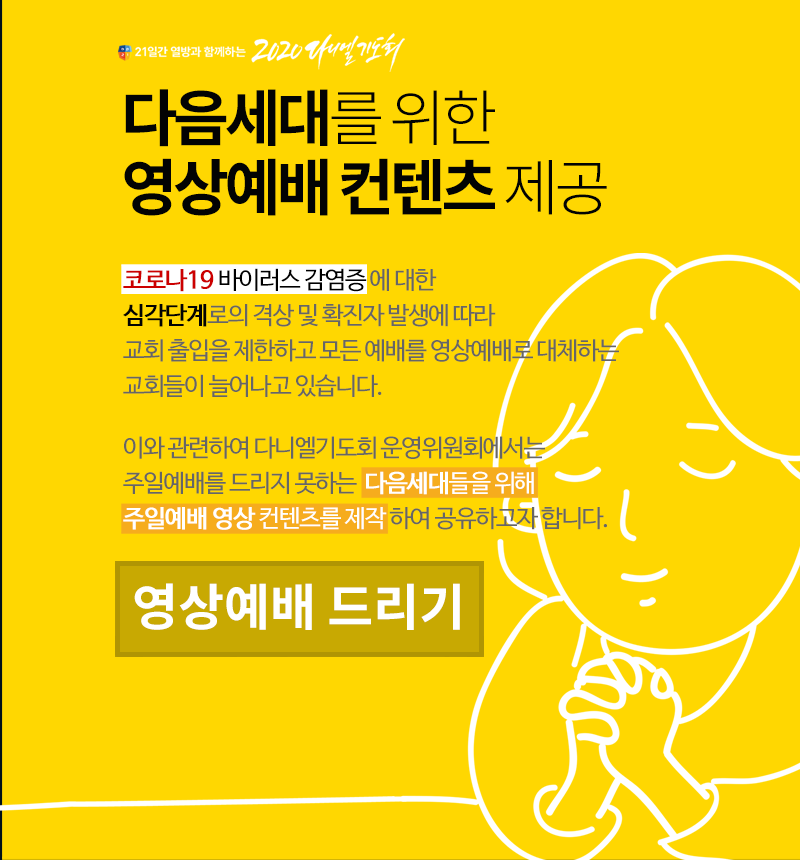 21일간 열방과 함께하는 2020 다니엘기도회
다음세대를 위한
영상예배 컨텐츠 제공
코로나19 바이러스 감염증에 대한
심각단계로의 격상 및 확진자 발생에 따라
교회 출입을 제한하고 모든 예배를 영상예배로 대체하는
교회들이 늘어나고 있습니다.
이와 관련하여 다니엘기도회 운영위원회에서는
주일예배를 드리지 못하는 다음세대들을 위해
주일예배 영상 컨텐츠를 제작하여 공유하고자 합니다.
영상예배 드리기